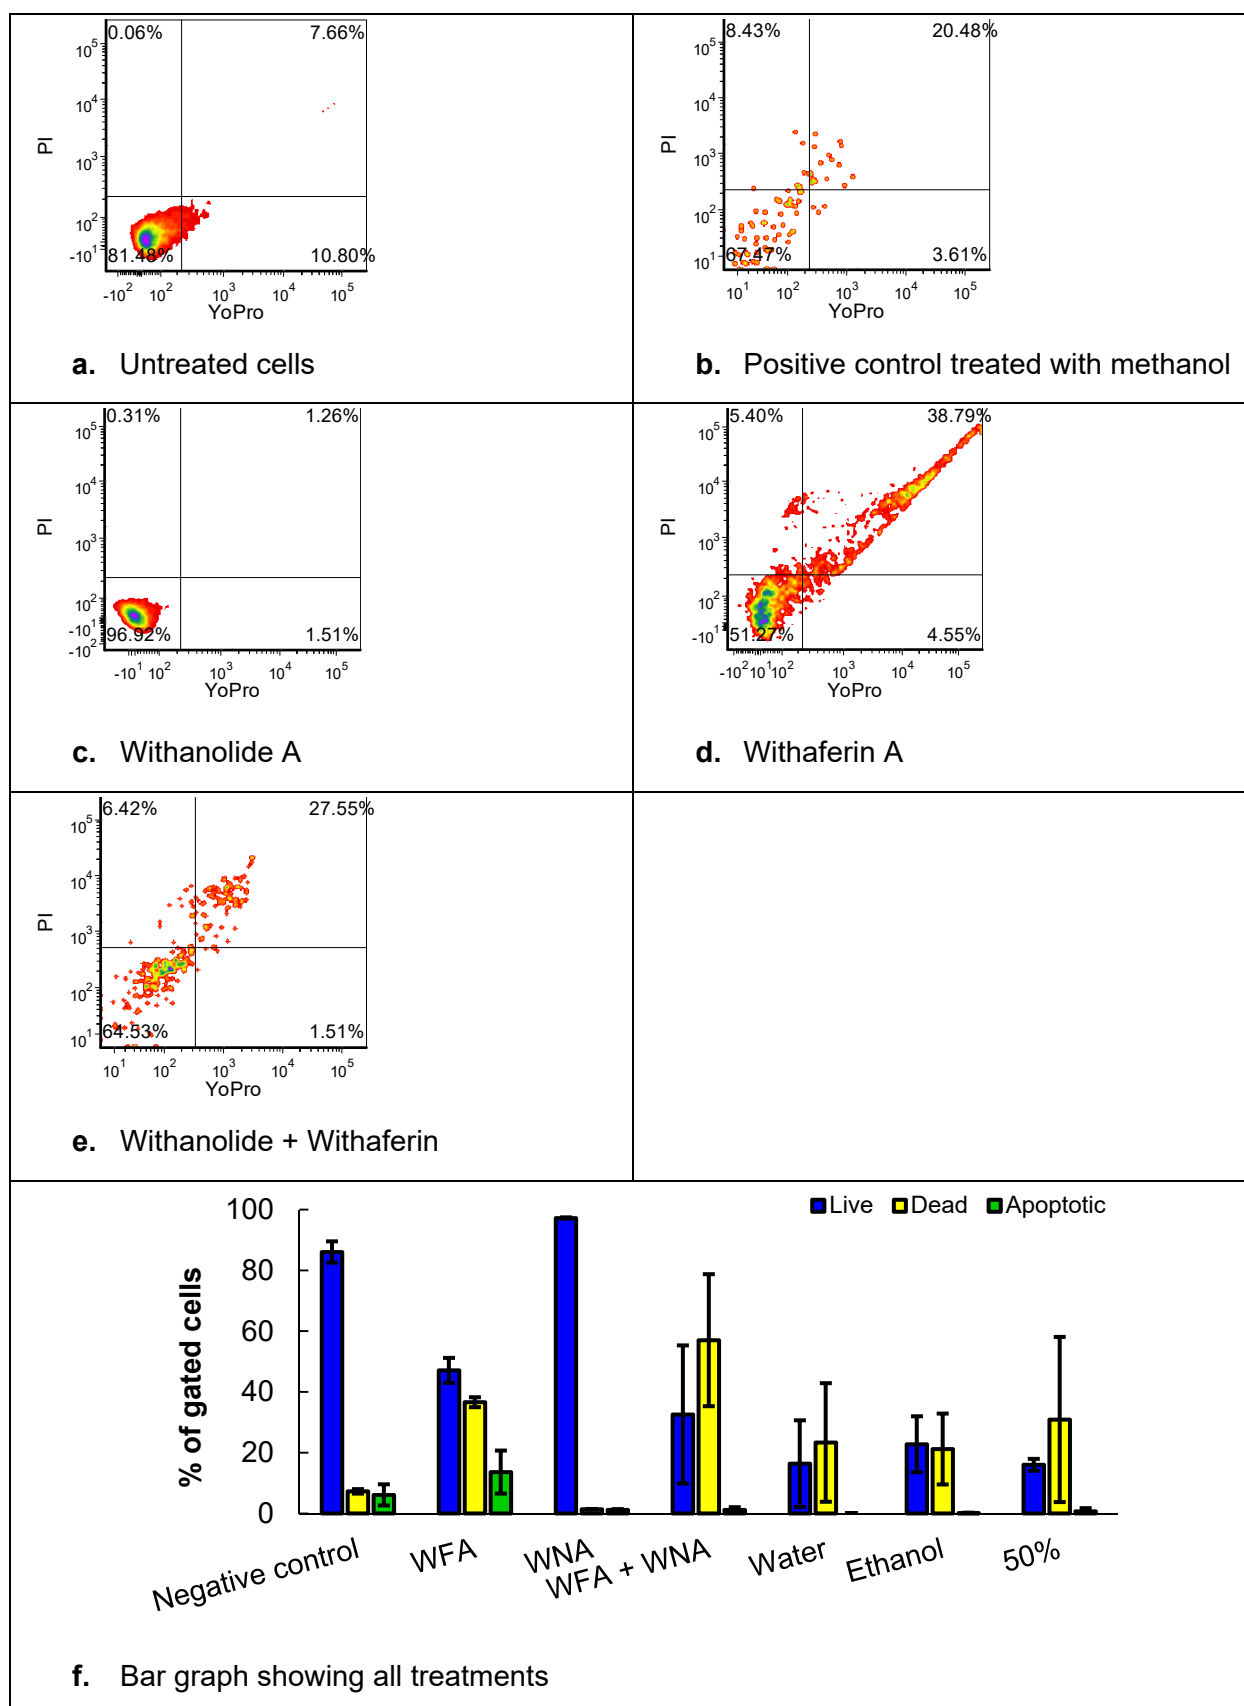 0.06% 7.66%
10^5
10^4
10^3
10^2
-10^1
PI
81.48% 10.80%
-10^2 10^2 10^3 10^4 10^5
YoPro
a. Untreated cells
8.43% 20.48%
10^5
10^4
10^3
10^2
10^1
PI
67.47% 3.61%
10^1 10^2 10^3 10^4 10^5
YoPro
b. Positive control treated with methanol
0.31% 1.26%
10^5
10^4
10^3
10^2
-10^1
-10^2
PI
96.92% 1.51%
-10^1 10^2 10^3 10^4 10^5
YoPro
c. Withanolide A
5.40% 38.79%
10^5
10^4
10^3
10^2
-10^1
PI
51.27% 4.55%
-10^2 10^1 10^2 10^3 10^4 10^5
YoPro
d. Withaferin A
6.42% 27.55%
10^5
10^4
10^3
10^2
10^1
PI
64.53% 1.51%
10^1 10^2 10^3 10^4 10^5
YoPro
e. Withanolide + Withaferin
Live Dead Apoptotic
% of gated cells
100
80
60
40
20
0
Negative control WFA WNA WFA + WNA Water Ethanol 50%
f. Bar graph showing all treatments